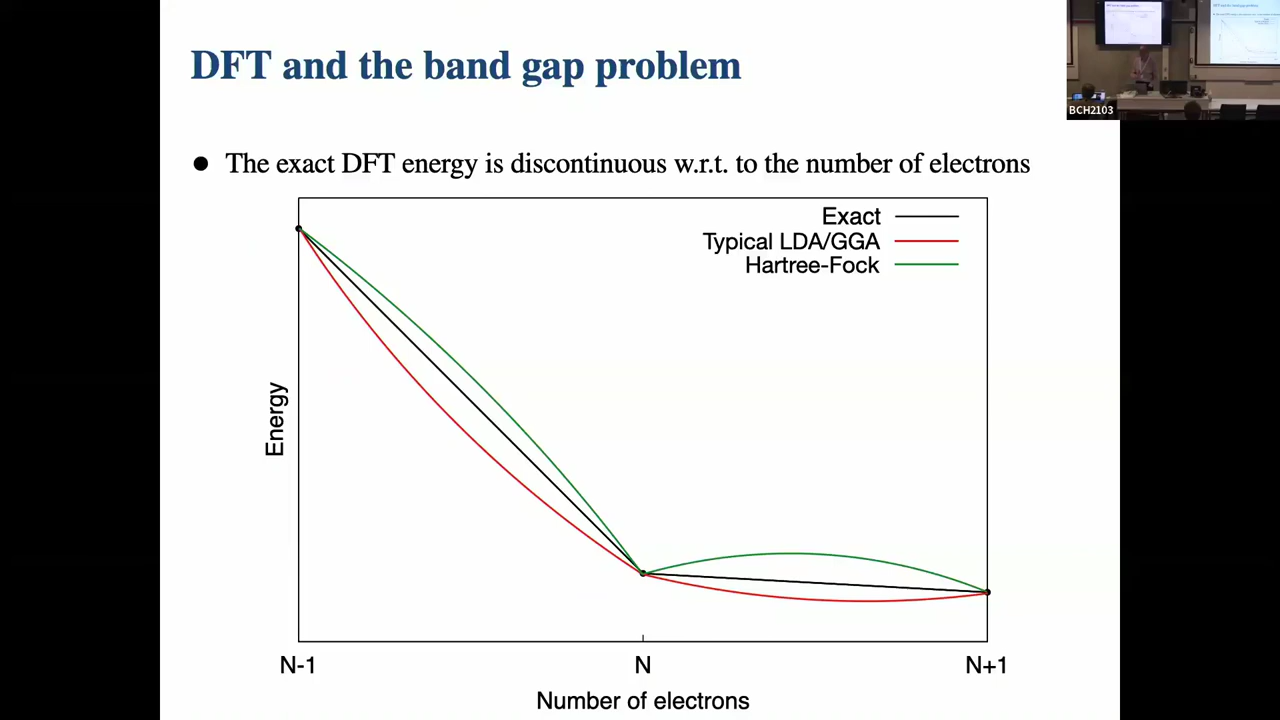 DFT and the band gap problem
BCH2103
● The exact DFT energy is discontinuous w.r.t. to the number of electrons
Exact
Typical LDA/GGA
Hartree-Fock
Energy
N-1
N
N+1
Number of electrons